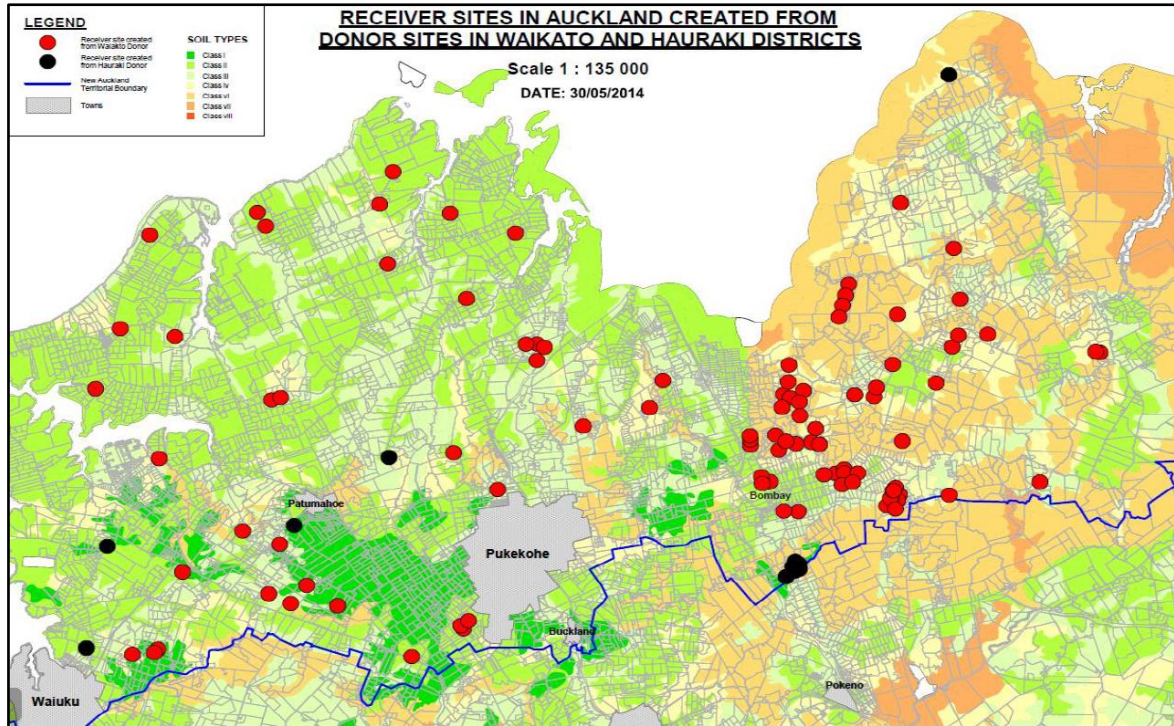 RECEIVER SITES IN AUCKLAND CREATED FROM
DONOR SITES IN WAIKATO AND HAURAKI DISTRICTS
Scale 1 : 135 000
DATE: 30/05/2014
LEGEND
Receiver site created
from Waiakto Donor
Receiver site created
from Hauraki Donor
New Auckland
Territorial Boundary
Towns
SOIL TYPES
Class I
Class II
Class III
Class iv
Class vi
Class vii
Class viii
Patumahoe
Bombay
Pukekohe
Buckland
Waiuku
Pokeno